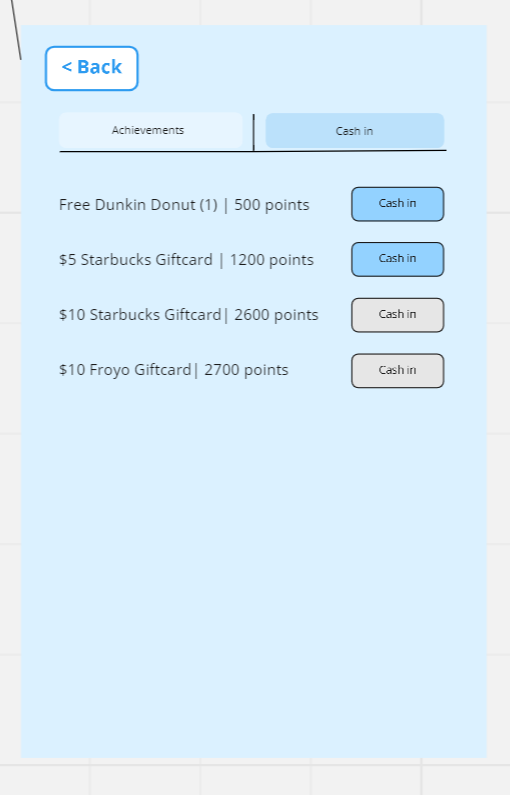 < Back
Achievements
Cash in
Free Dunkin Donut (1) | 500 points
Cash in
$5 Starbucks Giftcard | 1200 points
Cash in
$10 Starbucks Giftcard| 2600 points
Cash in
$10 Froyo Giftcard| 2700 points
Cash in